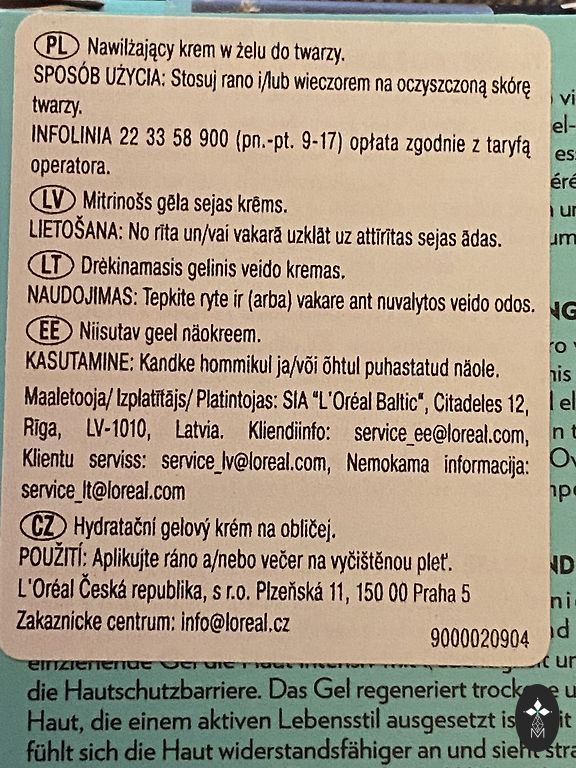 PL Nawilżający krem w żelu do twarzy.
SPOSÓB UŻYCIA: Stosuj rano i/lub wieczorem na oczyszczoną skórę
twarzy.
INFOLINIA 22 33 58 900 (pn.-pt. 9-17) opłata zgodnie z taryfą
operatora.
LV Mitrinošs gēla sejas krēms.
LIETOŠANA: No rīta un/vai vakarā uzklāt uz attīrītas sejas ādas.
LT Drėkinamasis gelinis veido kremas.
NAUDOJIMAS: Tepkite ryte ir (arba) vakare ant nuvalytos veido odos.
EE Niisutav geel näokreem.
KASUTAMINE: Kandke hommikul ja/või õhtul puhastatud näole.
Maaletooja/ Izplatītājs/ Platintojas: SIA "L'Oréal Baltic", Citadeles 12,
Rīga, LV-1010, Latvia. Kliendiinfo: service_ee@loreal.com,
Klientu serviss: service_lv@loreal.com, Nemokama informacija:
service_lt@loreal.com
CZ Hydratační gelový krém na obličej.
POUŽITÍ: Aplikujte ráno a/nebo večer na vyčištěnou pleť.
L'Oréal Česká republika, s r.o. Plzeňská 11, 150 00 Praha 5
Zakaznicke centrum: info@loreal.cz
9000020904
einziehende Gel die Haut intensiv mit
die Hautschutzbarriere. Das Gel regeneriert
Haut, die einem aktiven Lebensstil ausgesetzt
fühlt sich die Haut widerstandsfähiger an und sieht